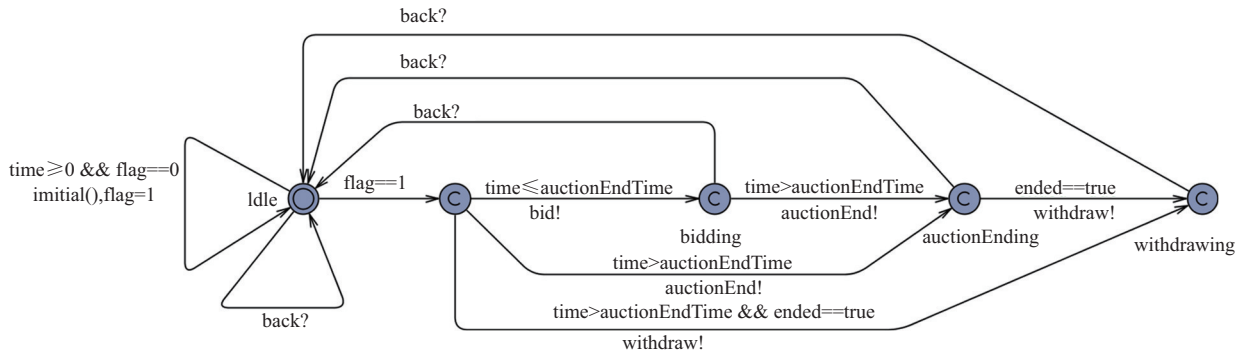 back?
back?
back?
time≥0 && flag==0
imitial(),flag=1
ldle
flag==1
C
time≤auctionEndTime
bid!
C
bidding
time>auctionEndTime
auctionEnd!
C
auctionEnding
ended==true
withdraw!
C
withdrawing
time>auctionEndTime
auctionEnd!
time>auctionEndTime && ended==true
withdraw!
back?